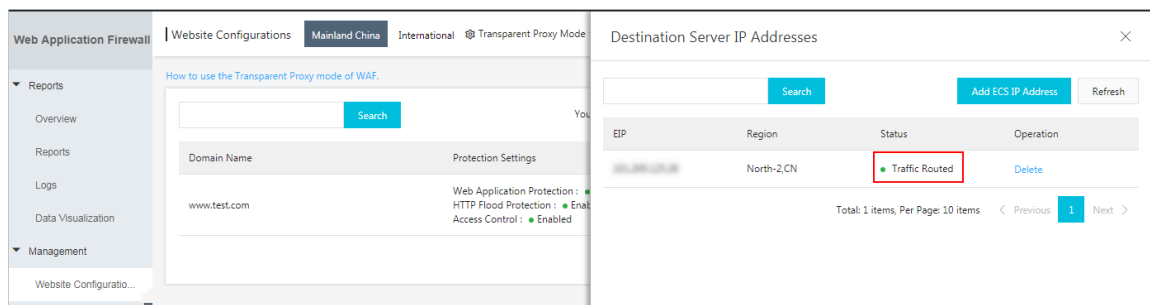 Web Application Firewall
Reports
Overview
Reports
Logs
Data Visualization
Management
Website Configuratio...
Website Configurations Mainland China International Transparent Proxy Mode
How to use the Transparent Proxy mode of WAF.
Search You
Domain Name Protection Settings
www.test.com
Web Application Protection :
HTTP Flood Protection : Enab
Access Control : Enabled
Destination Server IP Addresses
Search Add ECS IP Address Refresh
EIP Region Status Operation
North-2,CN Traffic Routed Delete
Total: 1 items, Per Page: 10 items < Previous 1 Next >